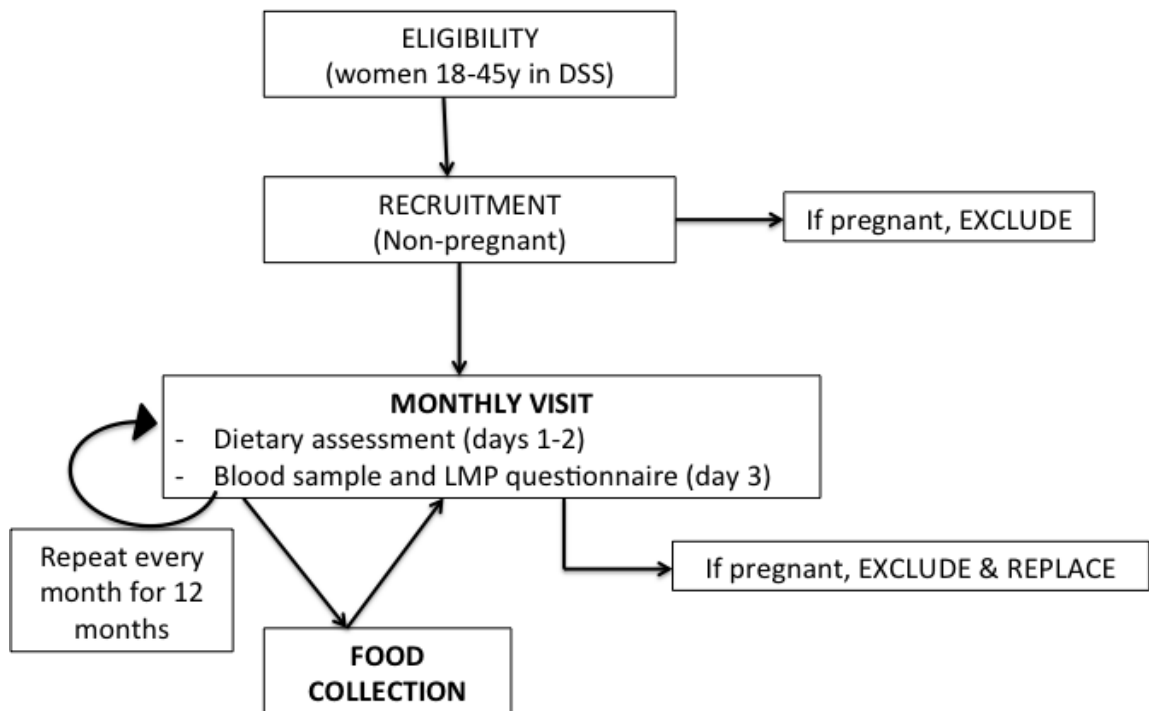 ELIGIBILITY
(women 18-45y in DSS)
RECRUITMENT
(Non-pregnant)
If pregnant, EXCLUDE
MONTHLY VISIT
- Dietary assessment (days 1-2)
- Blood sample and LMP questionnaire (day 3)
Repeat every
month for 12
months
If pregnant, EXCLUDE & REPLACE
FOOD
COLLECTION